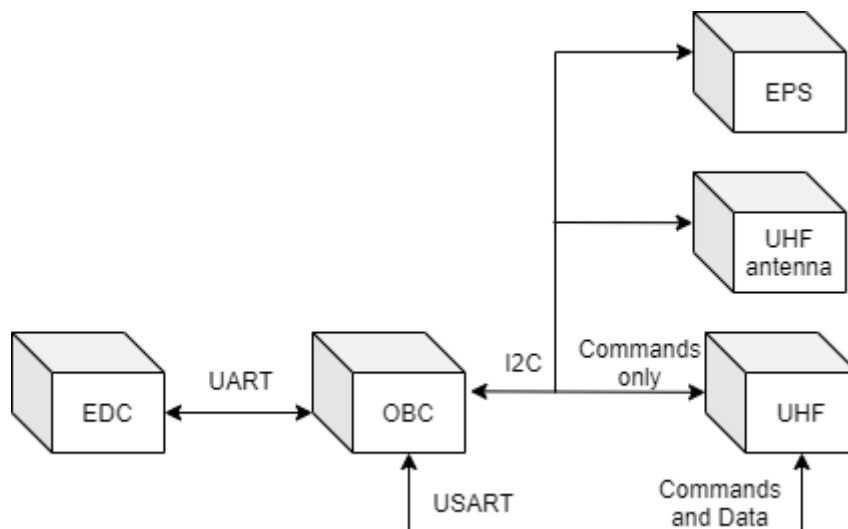 EPS
UHF
antenna
I2C
Commands
only
UART
EDC
OBC
UHF
USART
Commands
and Data